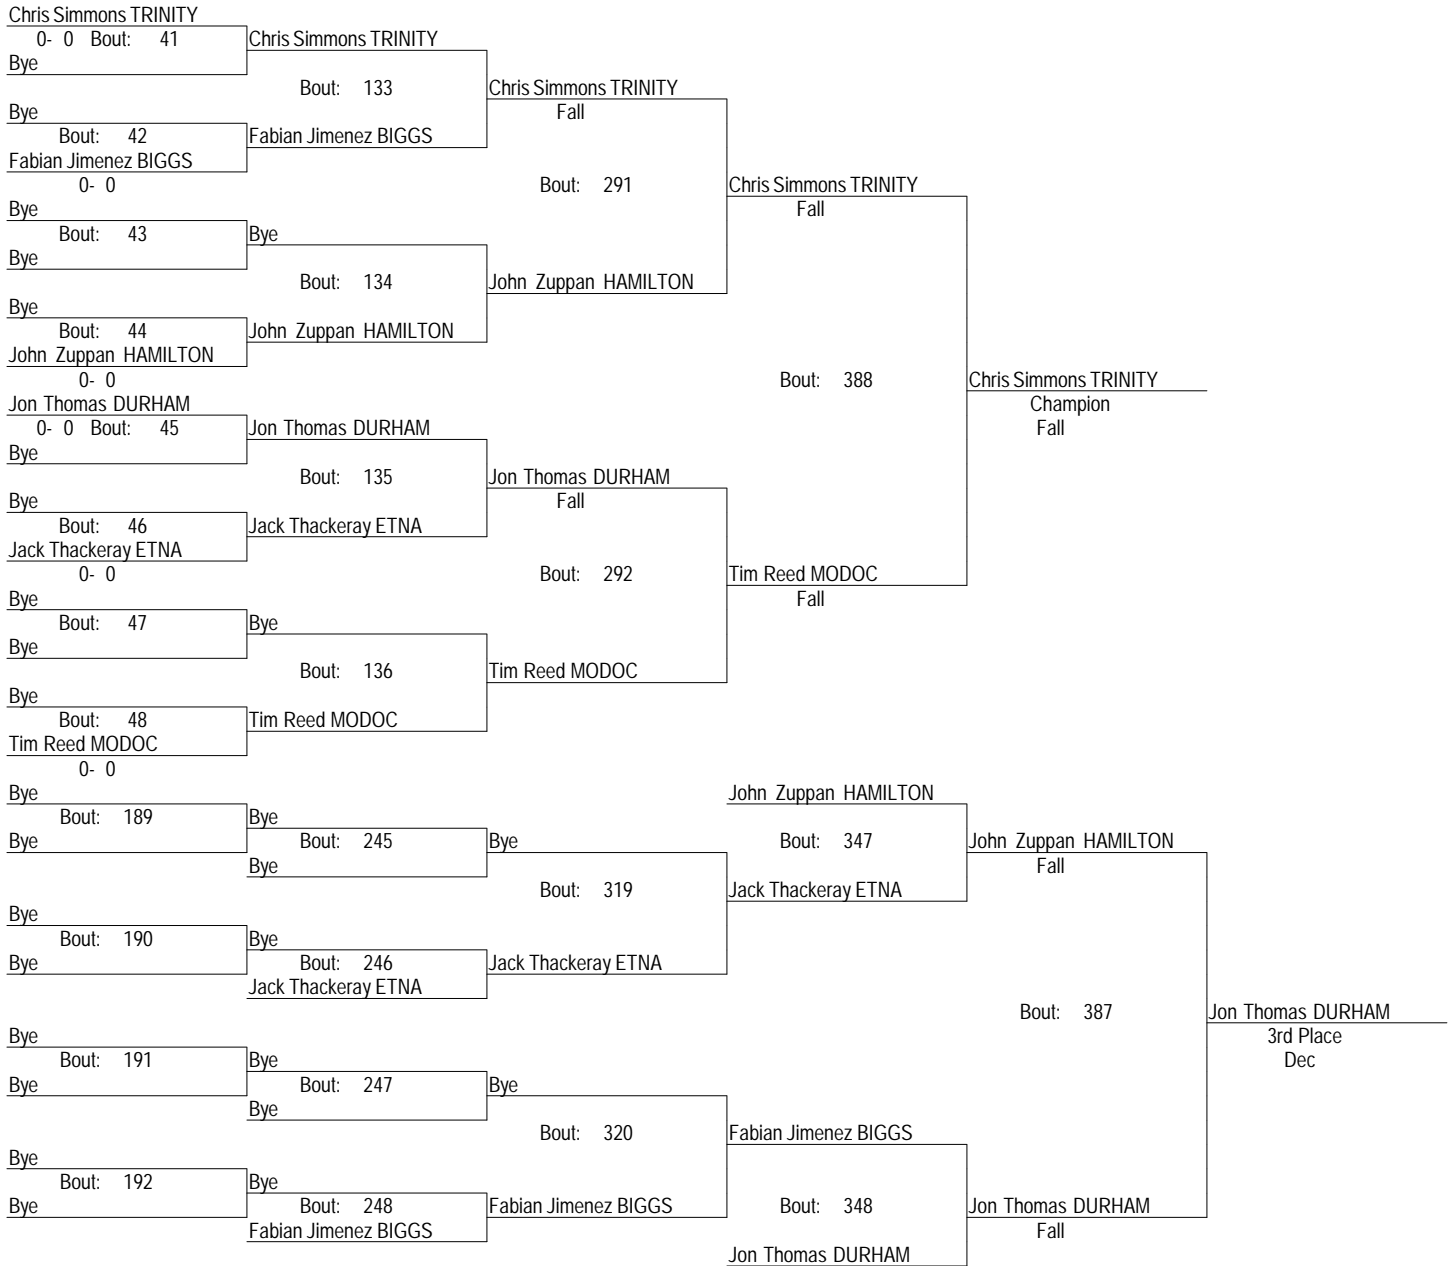 Chris Simmons TRINITY
0- 0 Bout: 41 Chris Simmons TRINITY
Bye
Bout: 133 Chris Simmons TRINITY
Bye Fall
Bout: 42 Fabian Jimenez BIGGS
Fabian Jimenez BIGGS
0- 0 Bout: 291 Chris Simmons TRINITY
Bye Fall
Bout: 43 Bye
Bye
Bout: 134 John Zuppan HAMILTON
Bye
Bout: 44 John Zuppan HAMILTON
John Zuppan HAMILTON
0- 0 Bout: 388 Chris Simmons TRINITY
Jon Thomas DURHAM Champion
0- 0 Bout: 45 Jon Thomas DURHAM Fall
Bye
Bout: 135 Jon Thomas DURHAM
Bye Fall
Bout: 46 Jack Thackeray ETNA
Jack Thackeray ETNA
0- 0 Bout: 292 Tim Reed MODOC
Bye Fall
Bout: 47 Bye
Bye
Bout: 136 Tim Reed MODOC
Bye
Bout: 48 Tim Reed MODOC
Tim Reed MODOC
0- 0
Bye John Zuppan HAMILTON
Bout: 189 Bye
Bye Bout: 245 Bye Bout: 347 John Zuppan HAMILTON
Bye Fall
Bout: 319 Jack Thackeray ETNA
Bye
Bout: 190 Bye
Bye Bout: 246 Jack Thackeray ETNA
Jack Thackeray ETNA
Bout: 387 Jon Thomas DURHAM
Bye 3rd Place
Bout: 191 Bye Dec
Bye Bout: 247 Bye
Bye
Bout: 320 Fabian Jimenez BIGGS
Bye
Bout: 192 Bye
Bye Bout: 248 Fabian Jimenez BIGGS Bout: 348 Jon Thomas DURHAM
Fabian Jimenez BIGGS Fall
Jon Thomas DURHAM